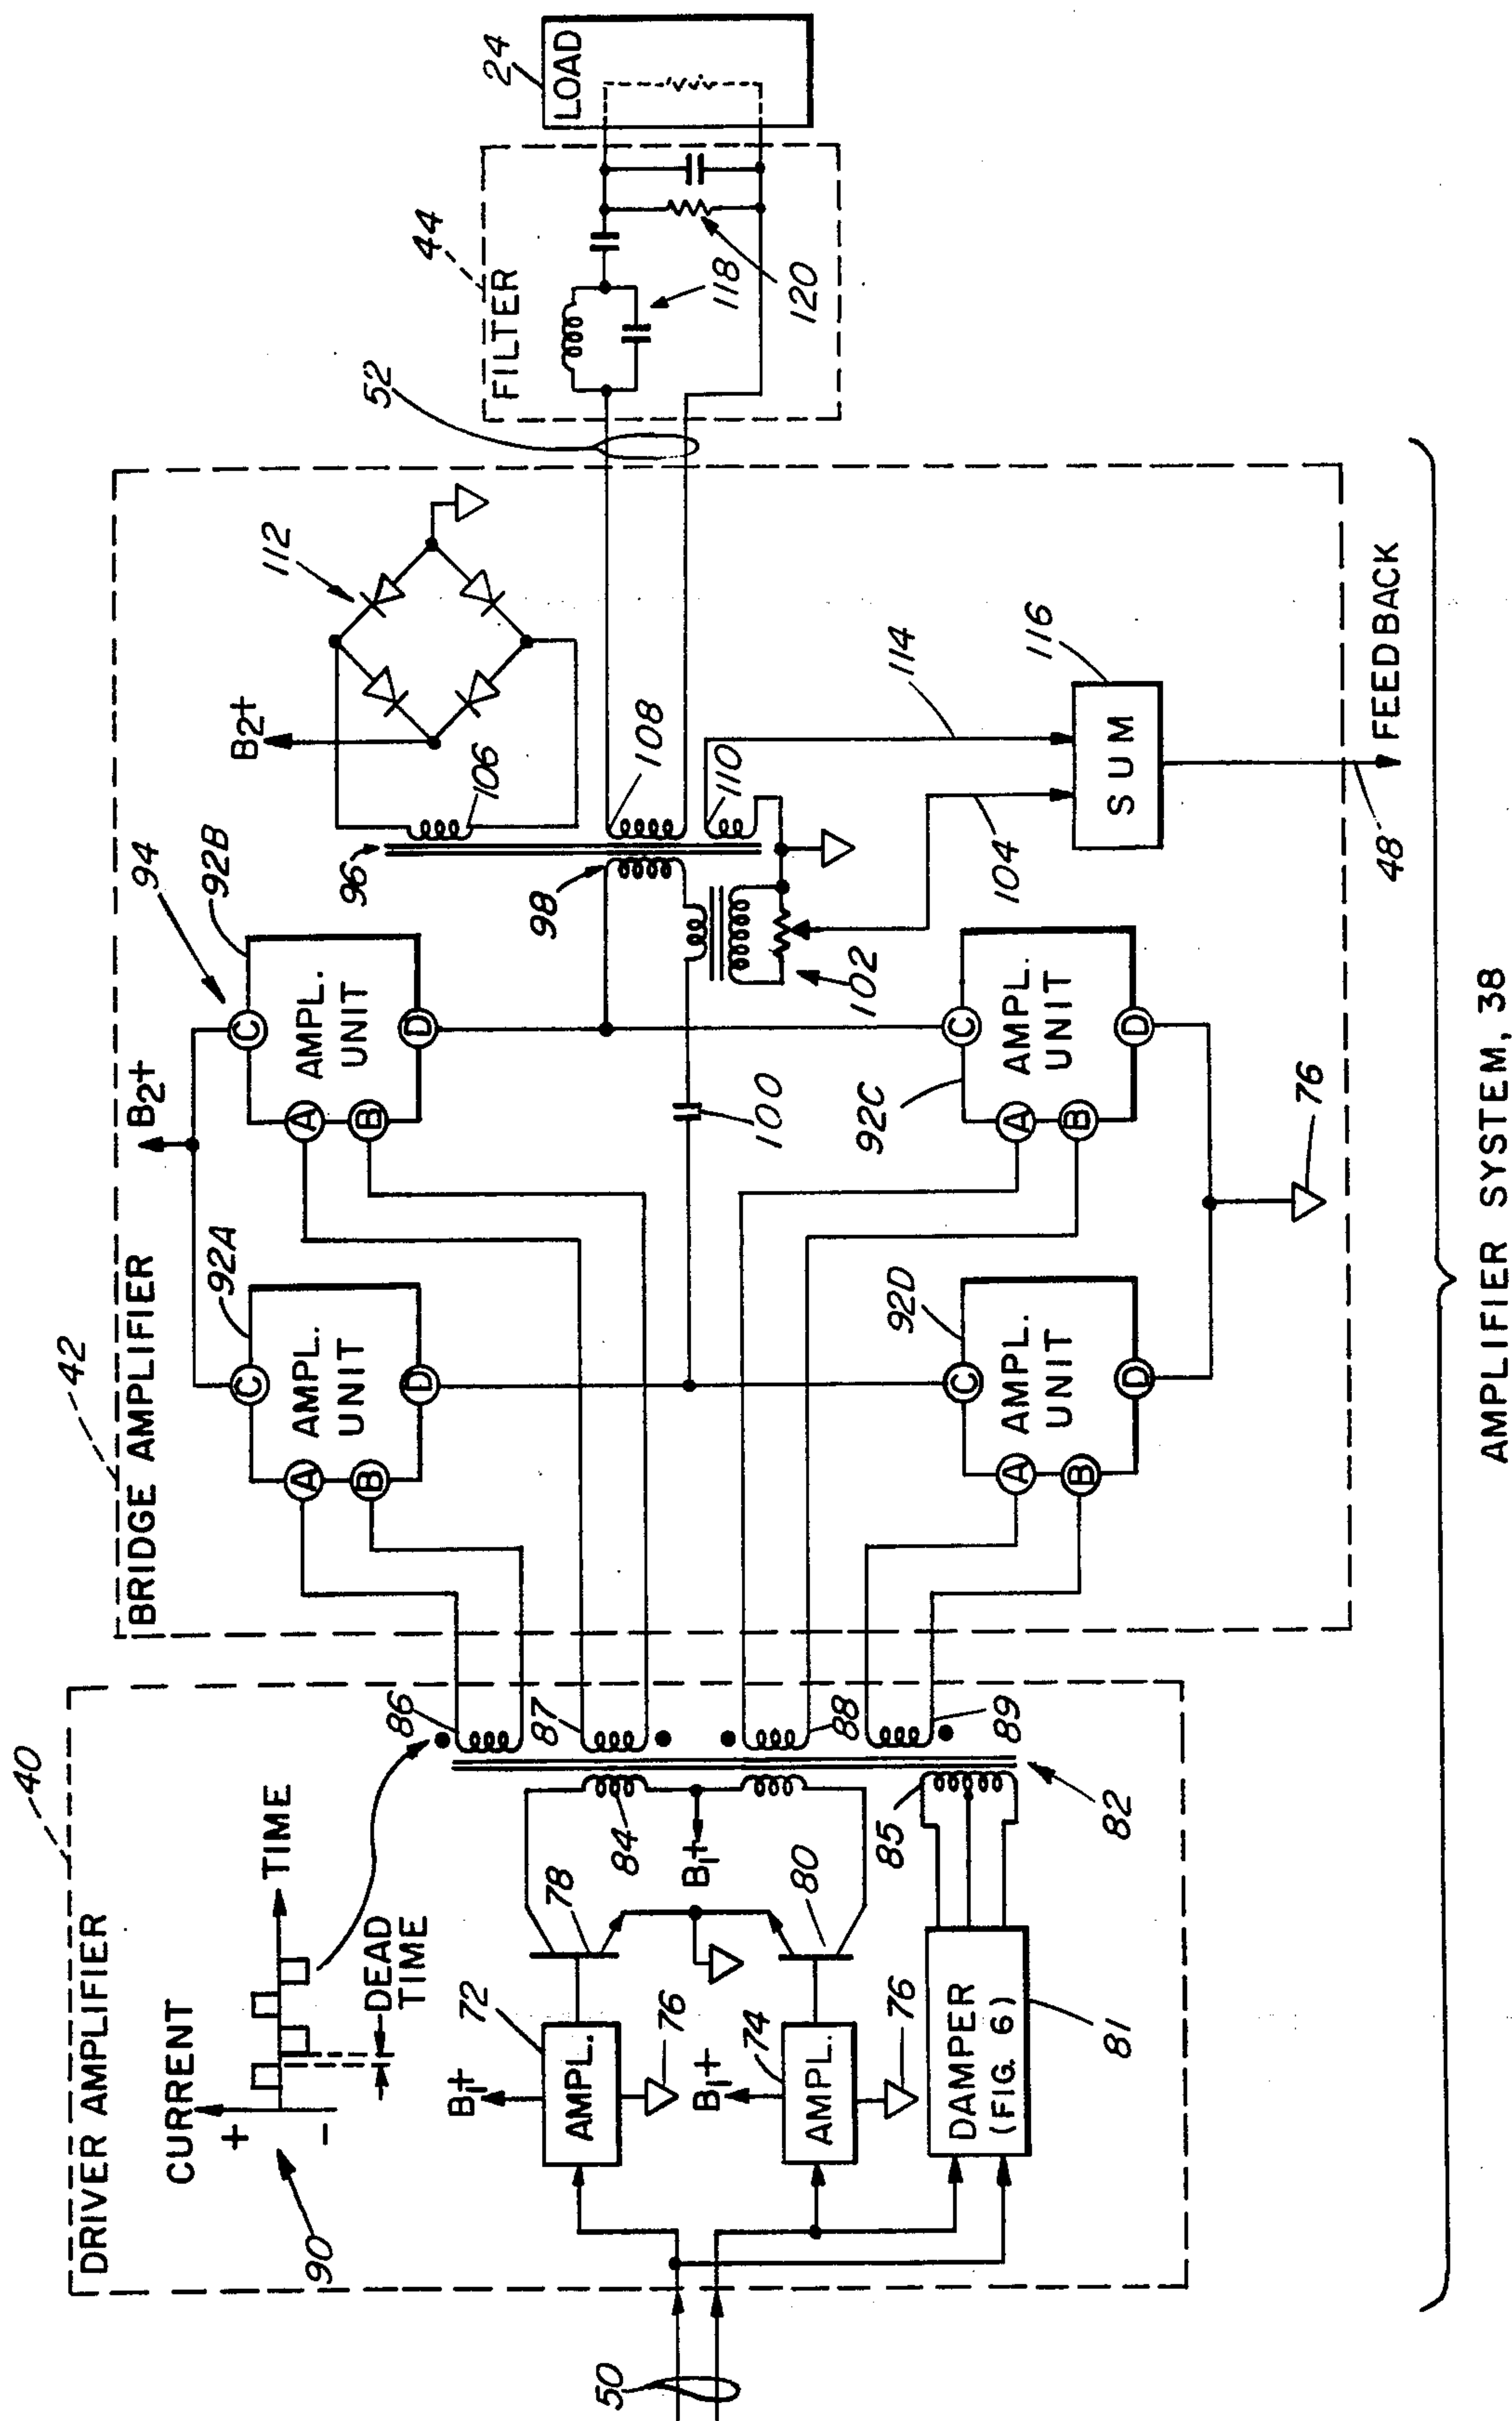 DRIVER AMPLIFIER
40
CURRENT
+
-
TIME
DEAD
TIME
90
50
B1+
72
AMPL.
76
B1+
74
AMPL.
76
DAMPER
(FIG. 6)
81
78
80
84
B1+
85
82
86
87
88
89
42
BRIDGE AMPLIFIER
B2+
94
92A
C
A
AMPL.
UNIT
B
D
92B
C
A
AMPL.
UNIT
B
D
92D
C
A
AMPL.
UNIT
B
D
92C
C
A
AMPL.
UNIT
B
D
76
100
102
98
96
106
108
110
B2+
112
104
114
SUM
116
48
FEEDBACK
52
44
FILTER
118
120
24
LOAD
AMPLIFIER SYSTEM, 38